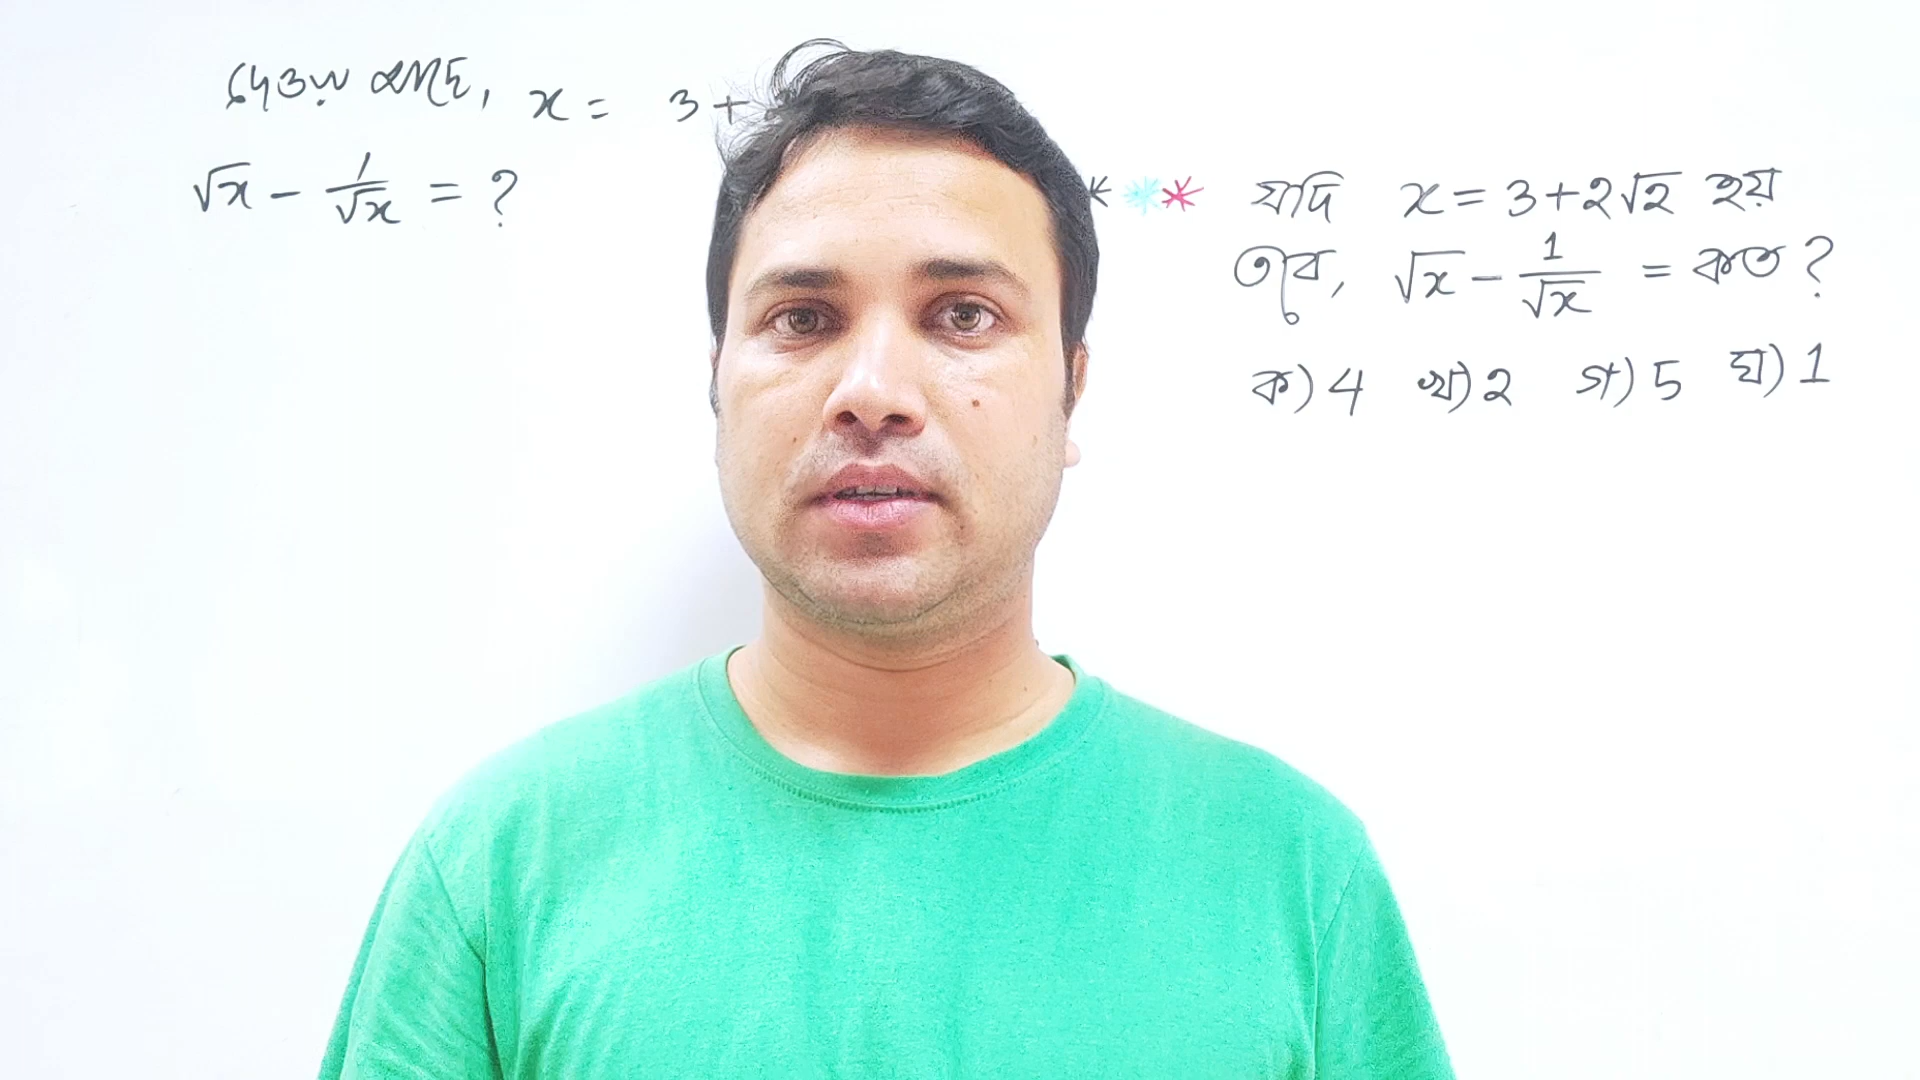 দেওয়া আছে, x = 3 +
√x - 1/√x = ?
*** যদি x = 3+2√2 হয়
তবে, √x - 1/√x = কত ?
ক) 4 খ) 2 গ) 5 ঘ) 1